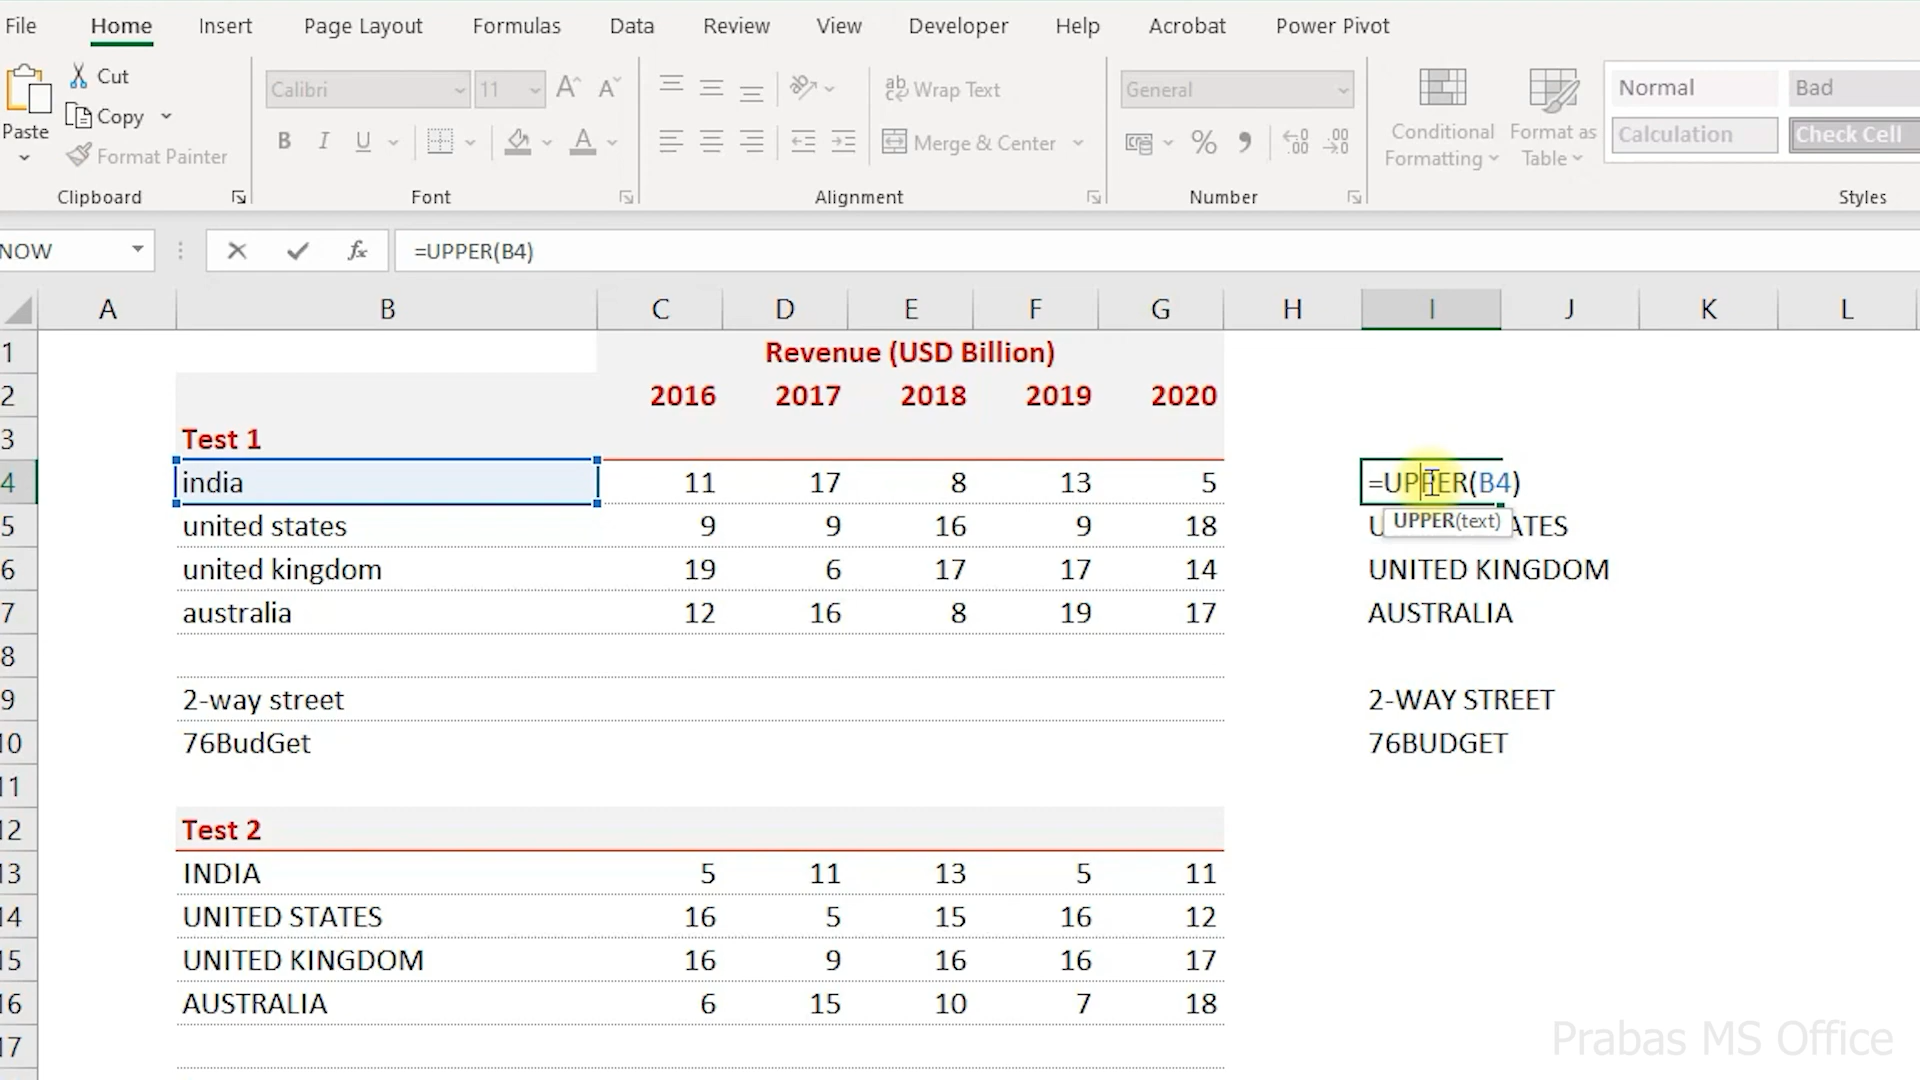 File Home Insert Page Layout Formulas Data Review View Developer Help Acrobat Power Pivot
Paste
Cut
Copy
Format Painter
Clipboard
Calibri 11
A A
B I U A
Font
ab Wrap Text
Merge & Center
Alignment
General
% , .00
Number
Conditional Formatting
Format as Table
Normal Bad
Calculation Check Cell
Styles
NOW fx =UPPER(B4)
A B C D E F G H I J K L
1 Revenue (USD Billion)
2 2016 2017 2018 2019 2020
3 Test 1
4 india 11 17 8 13 5 =UPPER(B4)
UPPER(text)
5 united states 9 9 16 9 18 U ATES
6 united kingdom 19 6 17 17 14 UNITED KINGDOM
7 australia 12 16 8 19 17 AUSTRALIA
8
9 2-way street 2-WAY STREET
10 76BudGet 76BUDGET
11
12 Test 2
13 INDIA 5 11 13 5 11
14 UNITED STATES 16 5 15 16 12
15 UNITED KINGDOM 16 9 16 16 17
16 AUSTRALIA 6 15 10 7 18
17
Prabas MS Office